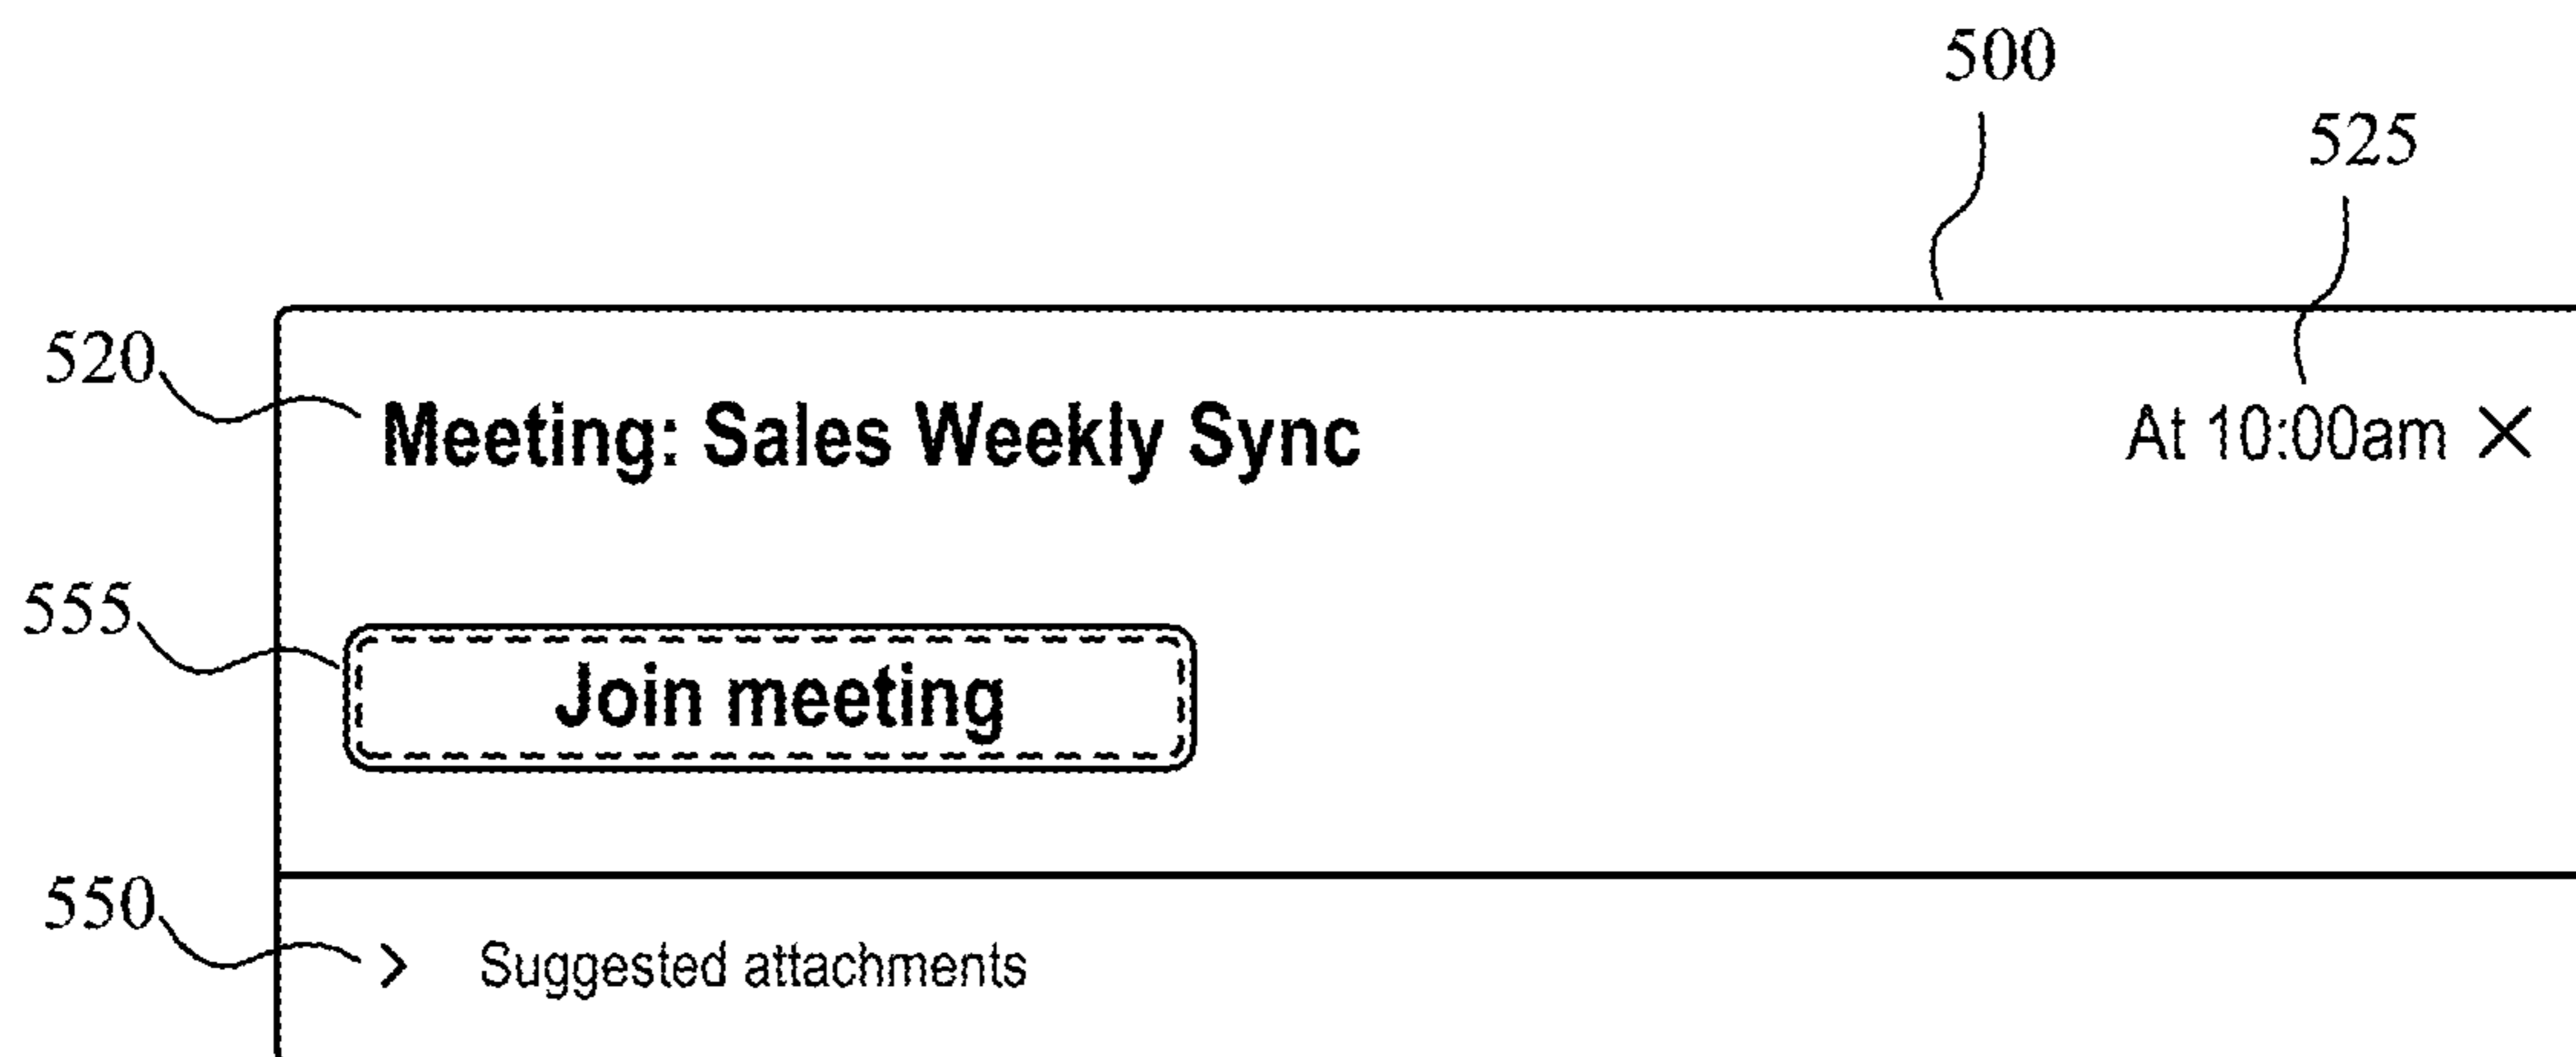 500
525
520
Meeting: Sales Weekly Sync At 10:00am ×
555
Join meeting
550
> Suggested attachments